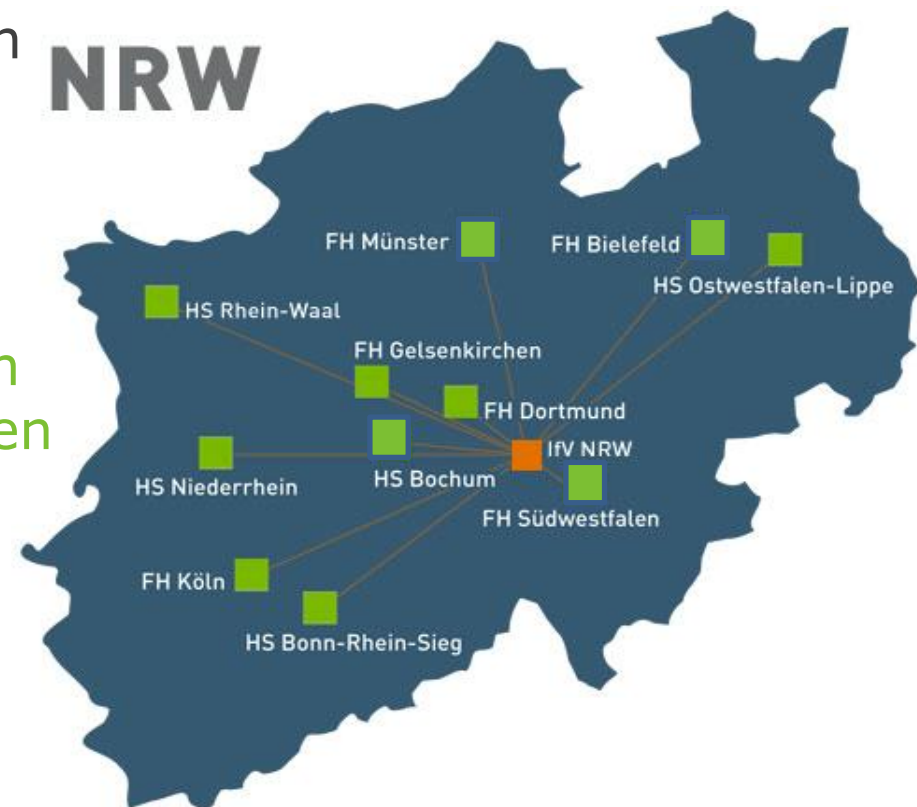 n
NRW
FH Münster
FH Bielefeld
HS Ostwestfalen-Lippe
HS Rhein-Waal
FH Gelsenkirchen
n
FH Dortmund
en
IfV NRW
HS Niederrhein
HS Bochum
FH Südwestfalen
FH Köln
HS Bonn-Rhein-Sieg